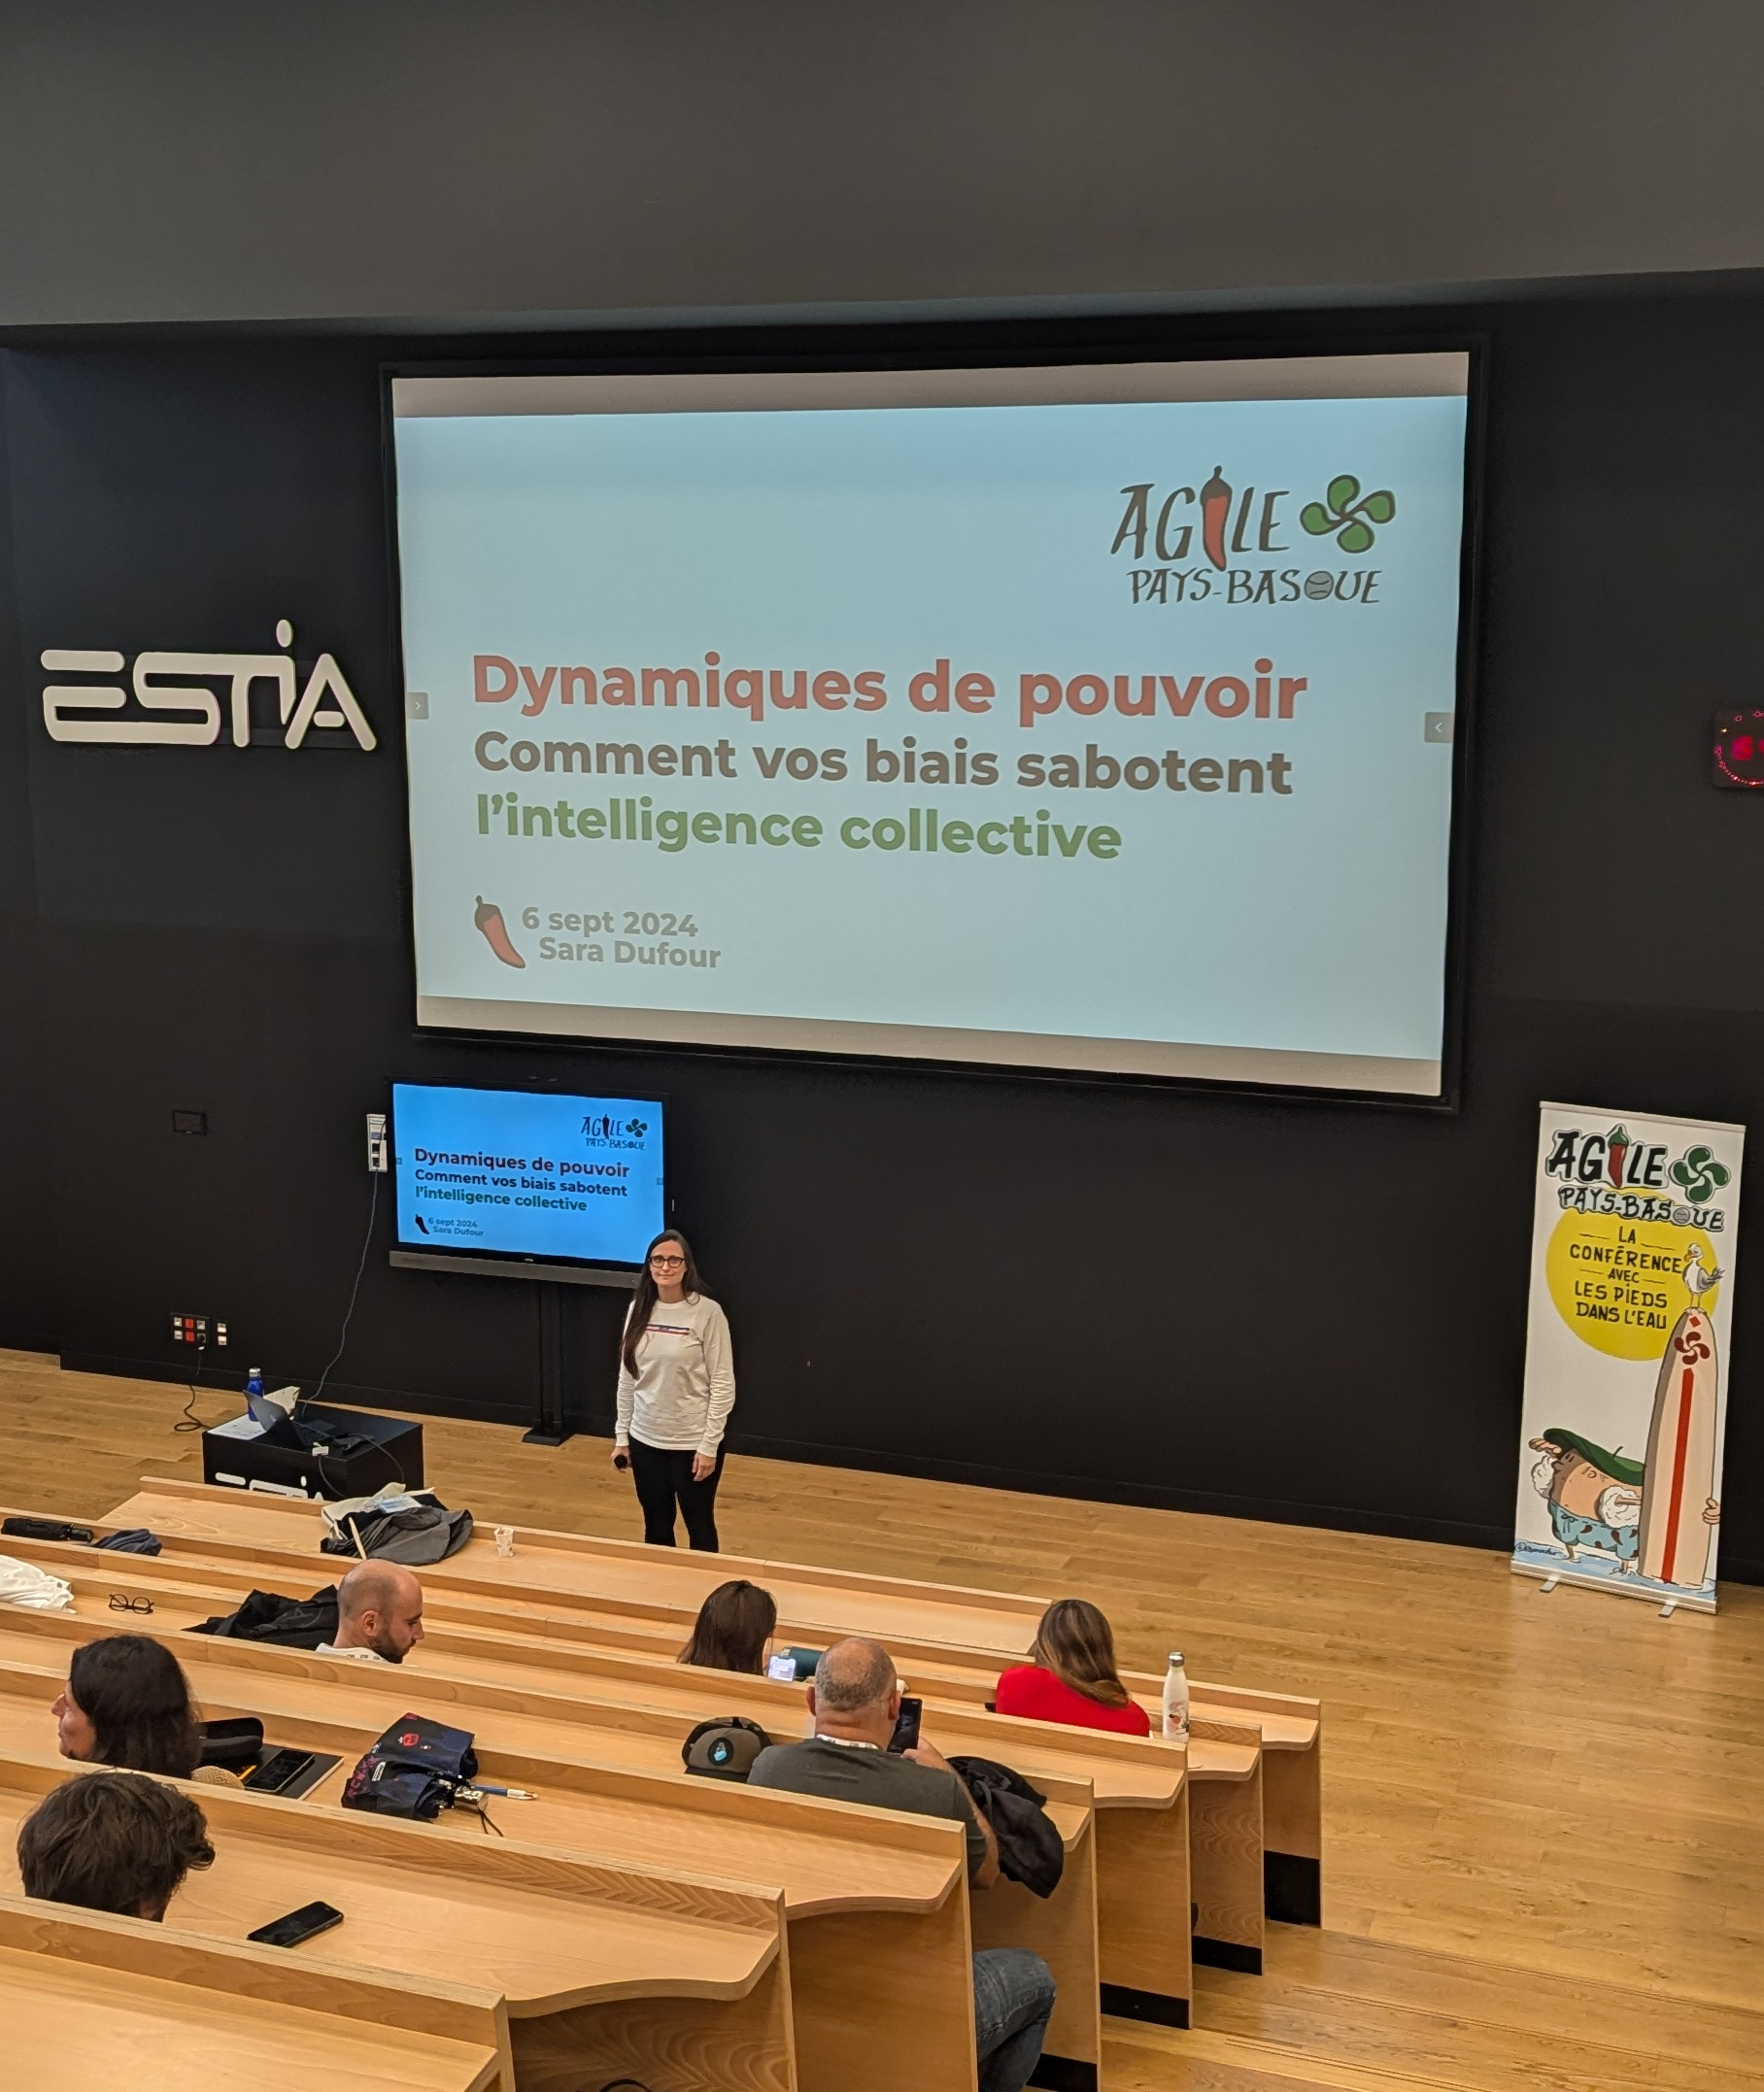 AGILE
PAYS-BASQUE
Dynamiques de pouvoir
Comment vos biais sabotent
l'intelligence collective
6 sept 2024
Sara Dufour
ESTIA
AGILE
PAYS-BASQUE
Dynamiques de pouvoir
Comment vos biais sabotent
l'intelligence collective
6 sept 2024
Sara Dufour
AGILE
PAYS-BASQUE
LA
CONFÉRENCE
AVEC
LES PIEDS
DANS L'EAU